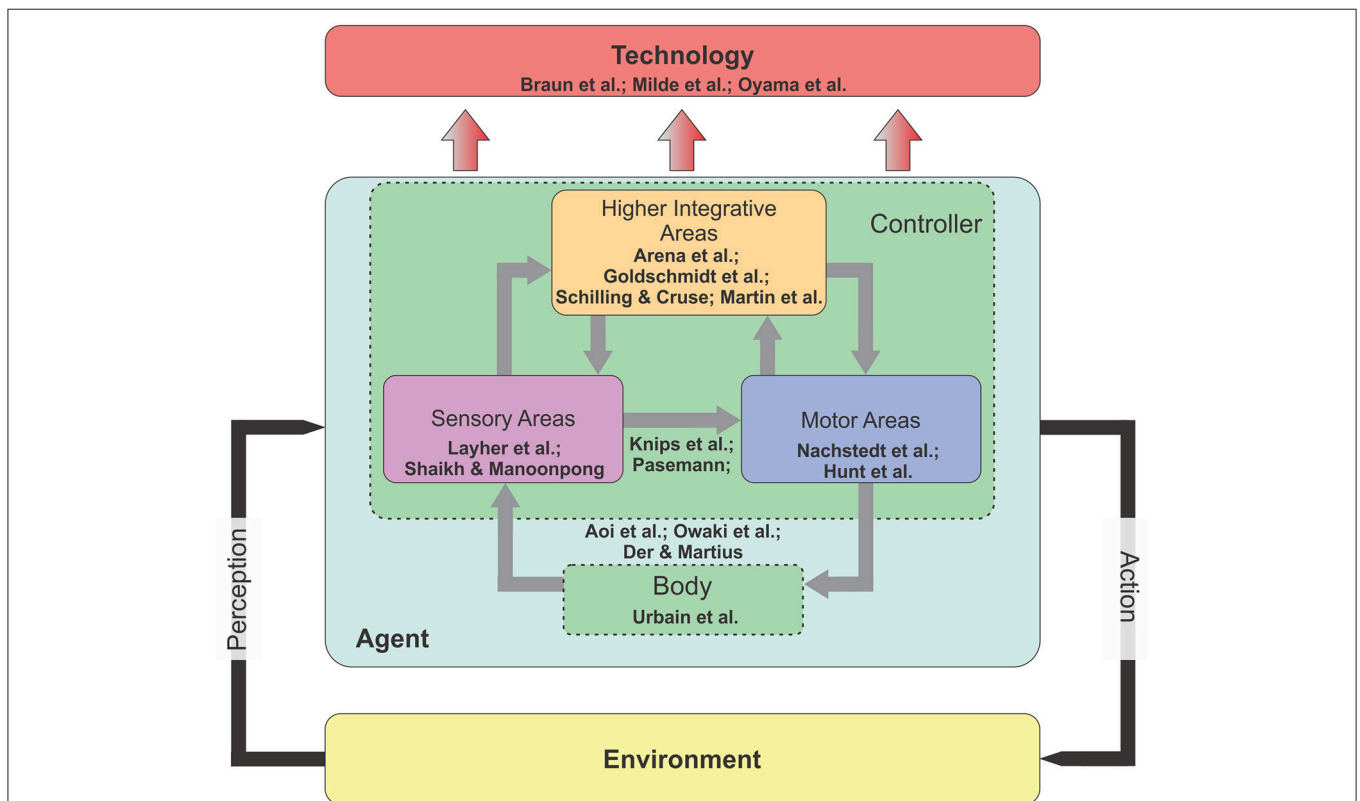 Technology
Braun et al.; Milde et al.; Oyama et al.
Higher Integrative
Areas
Arena et al.;
Goldschmidt et al.;
Schilling & Cruse; Martin et al.
Controller
Sensory Areas
Layher et al.;
Shaikh & Manoonpong
Knips et al.;
Pasemann;
Motor Areas
Nachstedt et al.;
Hunt et al.
Aoi et al.; Owaki et al.;
Der & Martius
Body
Urbain et al.
Agent
Perception
Action
Environment